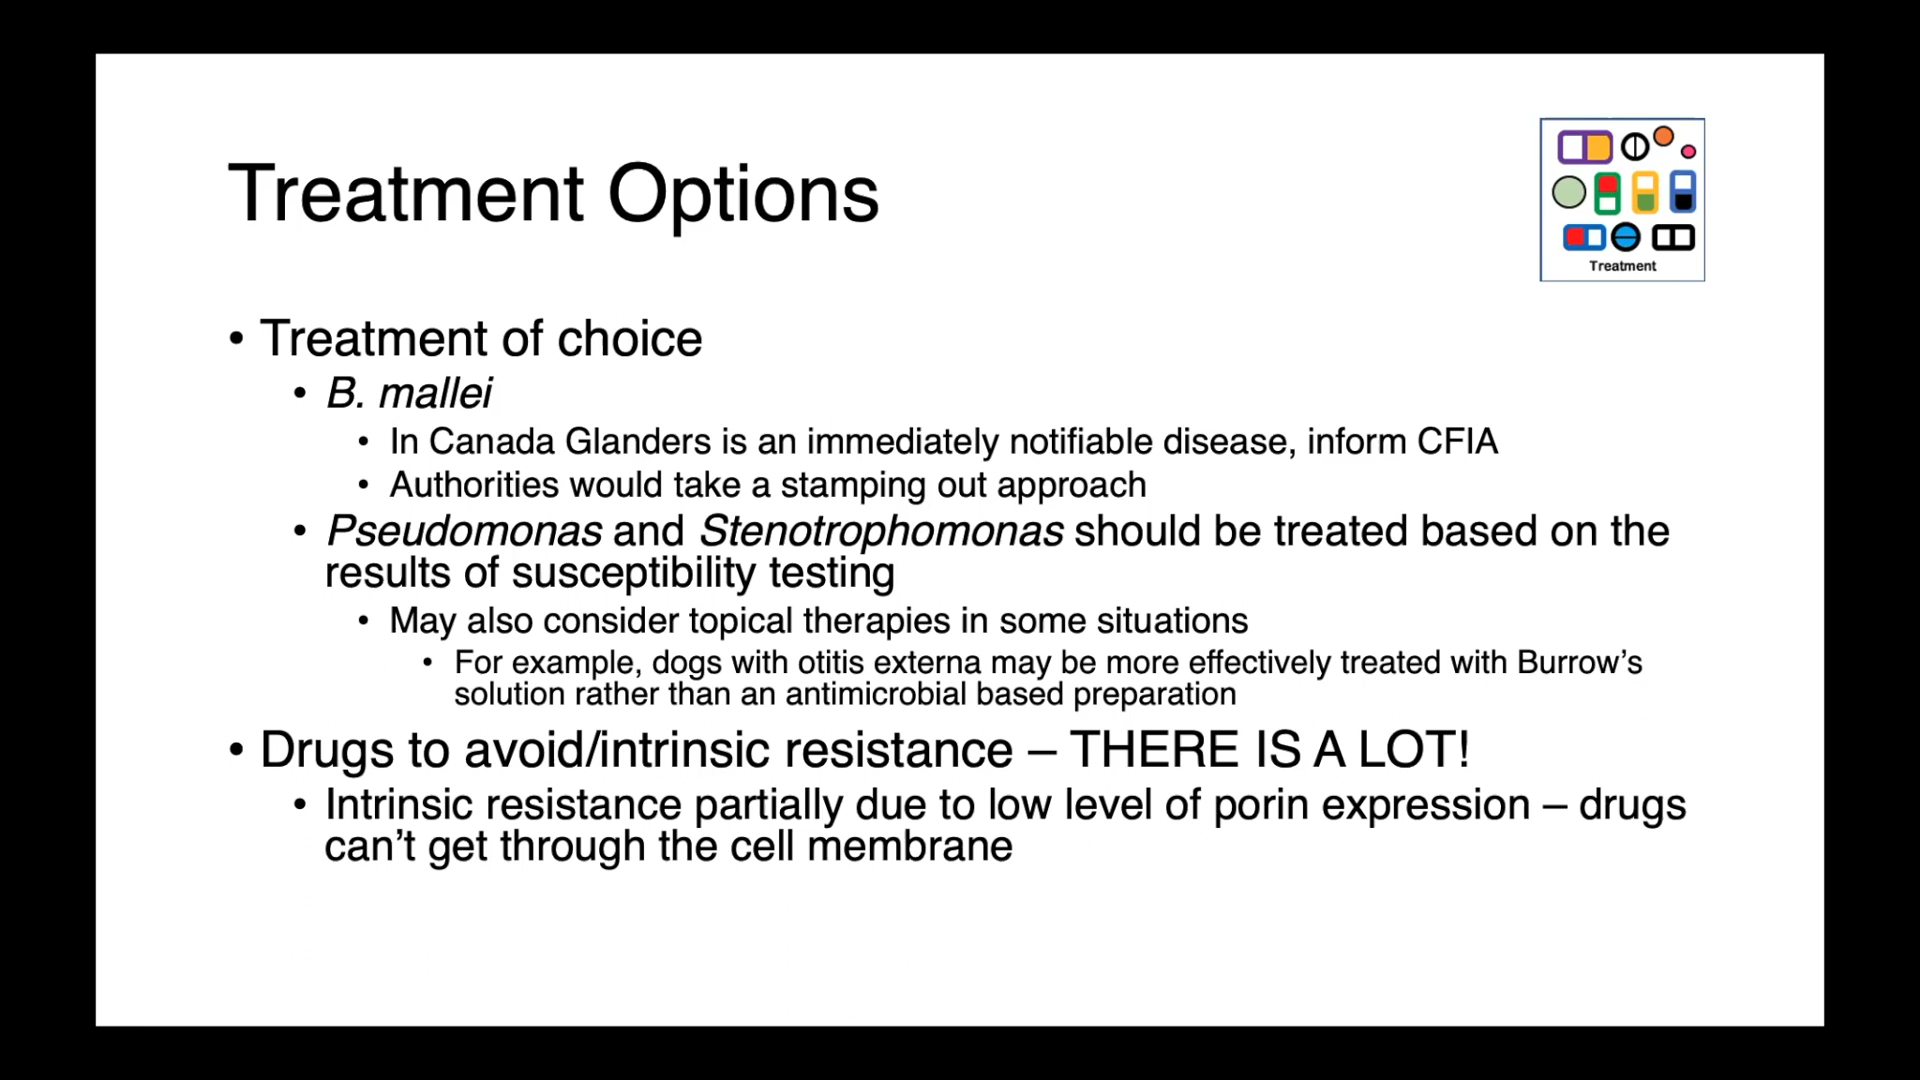 Treatment Options
Treatment
• Treatment of choice
• B. mallei
• In Canada Glanders is an immediately notifiable disease, inform CFIA
• Authorities would take a stamping out approach
• Pseudomonas and Stenotrophomonas should be treated based on the
results of susceptibility testing
• May also consider topical therapies in some situations
• For example, dogs with otitis externa may be more effectively treated with Burrow’s
solution rather than an antimicrobial based preparation
• Drugs to avoid/intrinsic resistance – THERE IS A LOT!
• Intrinsic resistance partially due to low level of porin expression – drugs
can’t get through the cell membrane